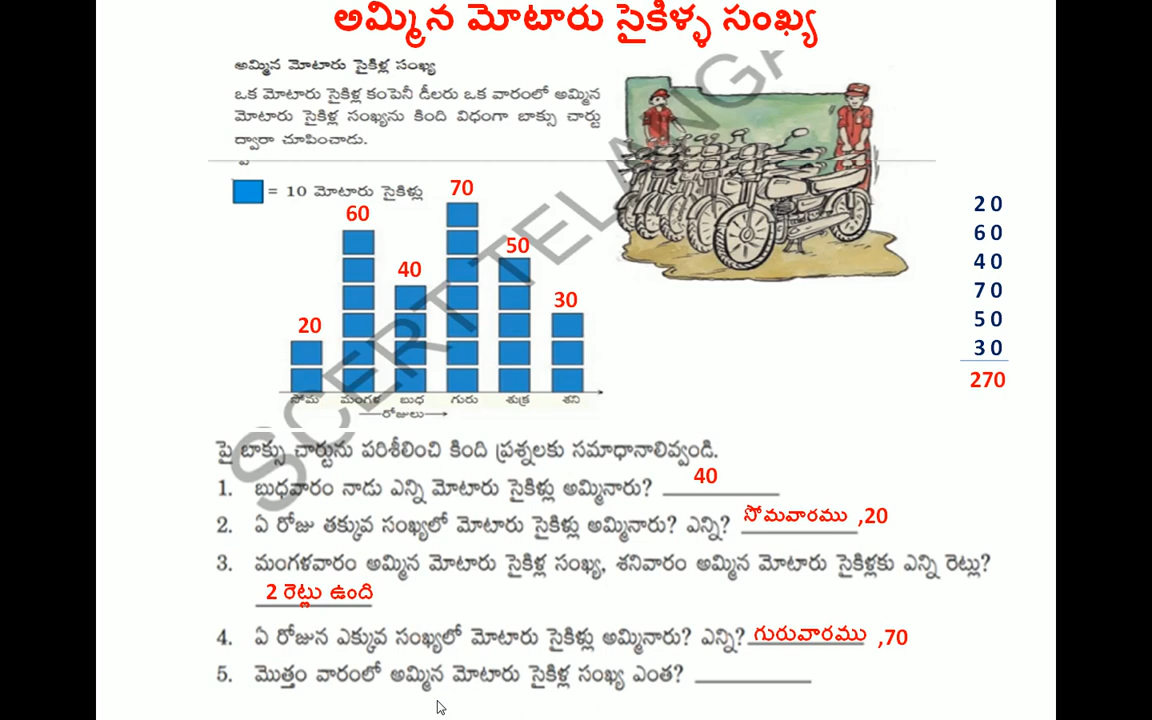 అమ్మిన మోటారు సైకిళ్ళ సంఖ్య
అమ్మిన మోటారు సైకిళ్ల సంఖ్య
ఒక మోటారు సైకిళ్ల కంపెనీ డీలరు ఒక వారంలో అమ్మిన
మోటారు సైకిళ్ల సంఖ్యను కింది విధంగా బాక్సు చార్టు
ద్వారా చూపించాడు.
= 10 మోటారు సైకిళ్లు
20
60
40
70
50
30
సోమ మంగళ బుధ గురు శుక్ర శని
రోజులు
SCERT TELANGA
20
60
40
70
50
30
270
పై బాక్సు చార్టును పరిశీలించి కింది ప్రశ్నలకు సమాధానాలివ్వండి.
1. బుధవారం నాడు ఎన్ని మోటారు సైకిళ్లు అమ్మినారు? 40
2. ఏ రోజు తక్కువ సంఖ్యలో మోటారు సైకిళ్లు అమ్మినారు? ఎన్ని? సోమవారము ,20
3. మంగళవారం అమ్మిన మోటారు సైకిళ్ల సంఖ్య, శనివారం అమ్మిన మోటారు సైకిళ్లకు ఎన్ని రెట్లు?
2 రెట్లు ఉంది
4. ఏ రోజున ఎక్కువ సంఖ్యలో మోటారు సైకిళ్లు అమ్మినారు? ఎన్ని? గురువారము ,70
5. మొత్తం వారంలో అమ్మిన మోటారు సైకిళ్ల సంఖ్య ఎంత?